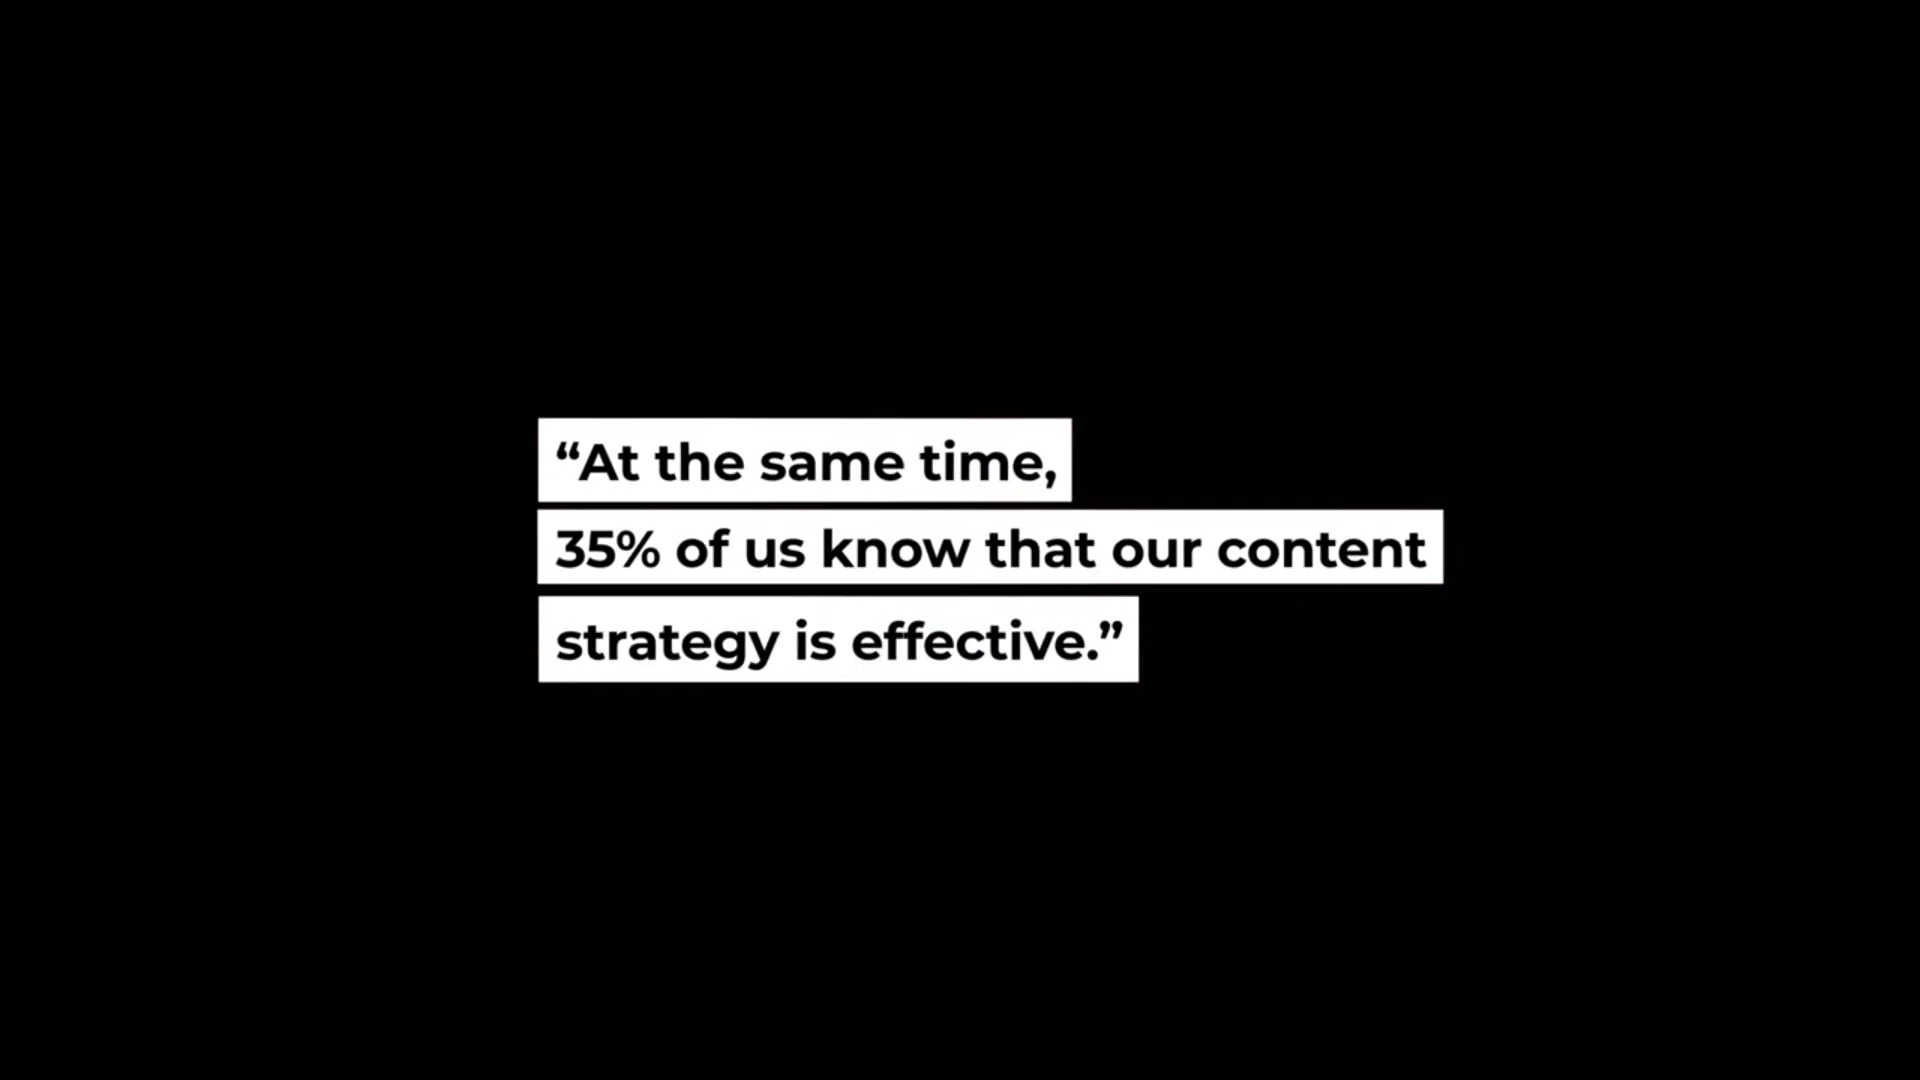 “At the same time,
35% of us know that our content
strategy is effective.”